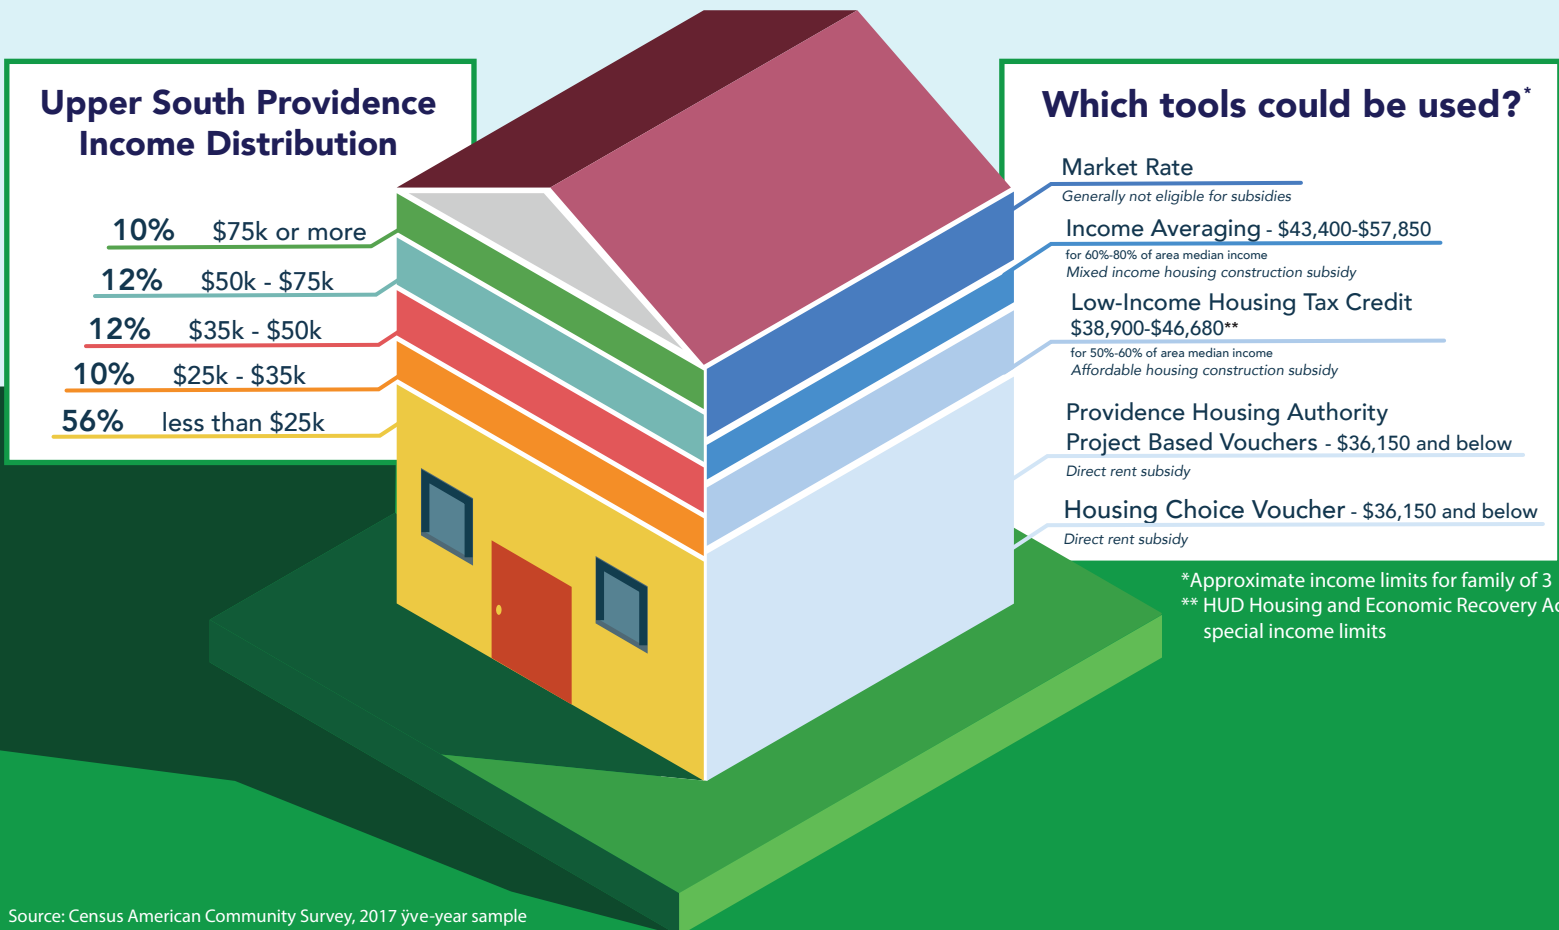 Upper South Providence
Income Distribution
10% $75k or more
12% $50k - $75k
12% $35k - $50k
10% $25k - $35k
56% less than $25k
Which tools could be used?*
Market Rate
Generally not eligible for subsidies
Income Averaging - $43,400-$57,850
for 60%-80% of area median income
Mixed income housing construction subsidy
Low-Income Housing Tax Credit
$38,900-$46,680**
for 50%-60% of area median income
Affordable housing construction subsidy
Providence Housing Authority
Project Based Vouchers - $36,150 and below
Direct rent subsidy
Housing Choice Voucher - $36,150 and below
Direct rent subsidy
*Approximate income limits for family of 3
** HUD Housing and Economic Recovery
special income limits
Source: Census American Community Survey, 2017 ÿve-year sample